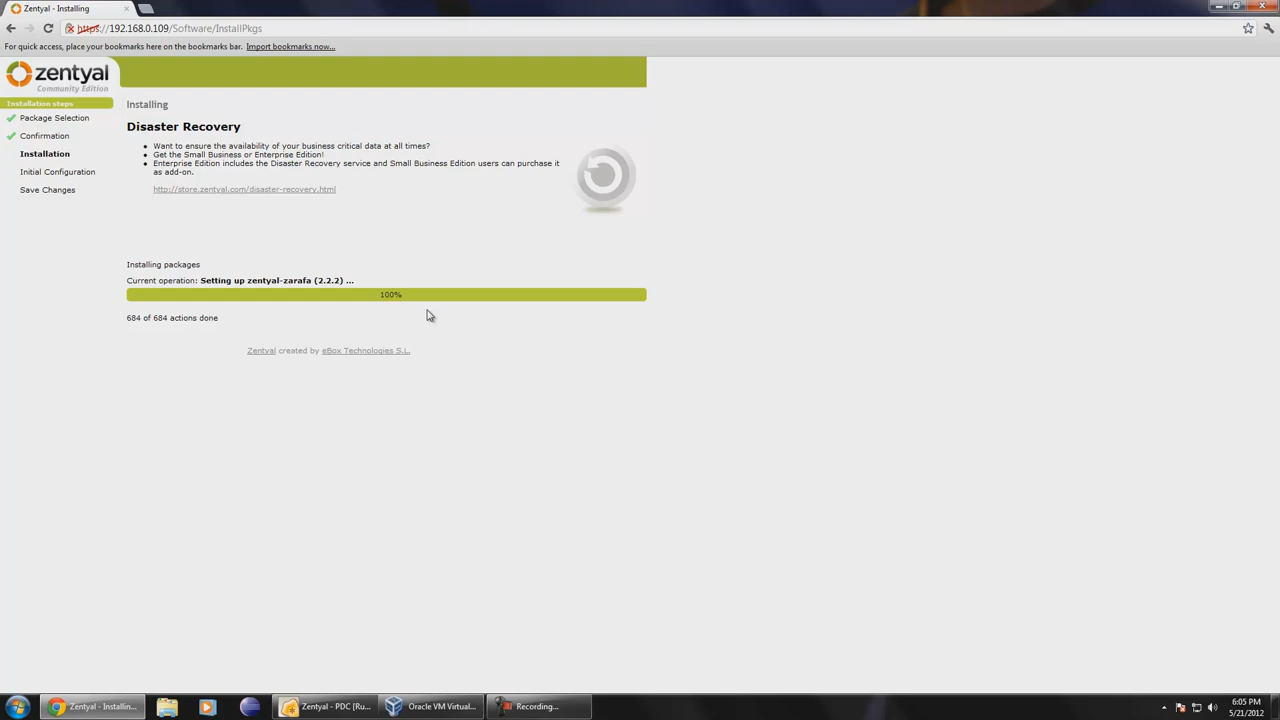 Zentyal - Installing
https://192.168.0.109/Software/InstallPkgs
For quick access, place your bookmarks here on the bookmarks bar. Import bookmarks now...
zentyal
Community Edition
Installation steps
Package Selection
Confirmation
Installation
Initial Configuration
Save Changes
Installing
Disaster Recovery
Want to ensure the availability of your business critical data at all times?
Get the Small Business or Enterprise Edition!
Enterprise Edition includes the Disaster Recovery service and Small Business Edition users can purchase it
as add-on.
http://store.zentyal.com/disaster-recovery.html
Installing packages
Current operation: Setting up zentyal-zarafa (2.2.2) ...
100%
684 of 684 actions done
Zentyal created by eBox Technologies S.L.
Zentyal - Installin...
Zentyal - PDC [Ru...
Oracle VM Virtual...
Recording...
6:05 PM
5/21/2012